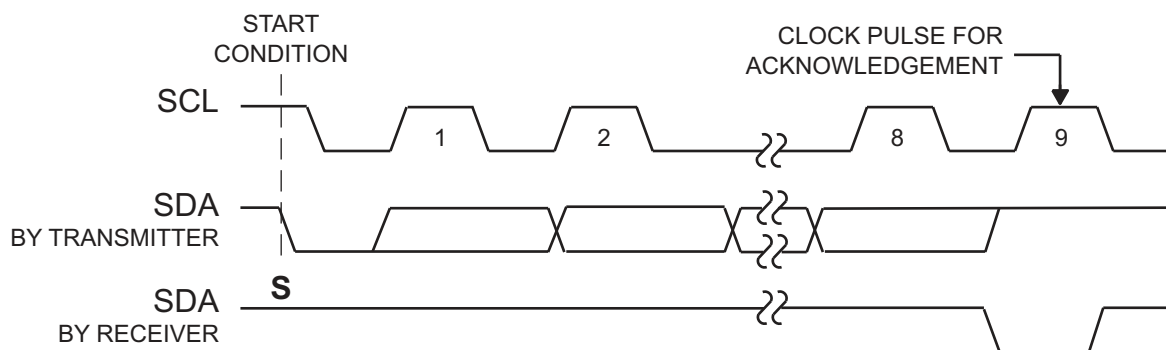 START
CONDITION
CLOCK PULSE FOR
ACKNOWLEDGEMENT
SCL
1
2
8
9
SDA
BY TRANSMITTER
S
SDA
BY RECEIVER